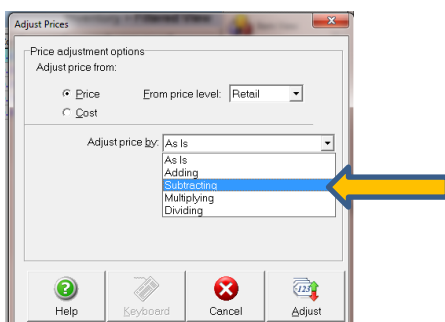 Adjust Prices
Price adjustment options
Adjust price from:
Price From price level: Retail
Cost
Adjust price by: As Is
As Is
Adding
Subtracting
Multiplying
Dividing
Help Keyboard Cancel Adjust